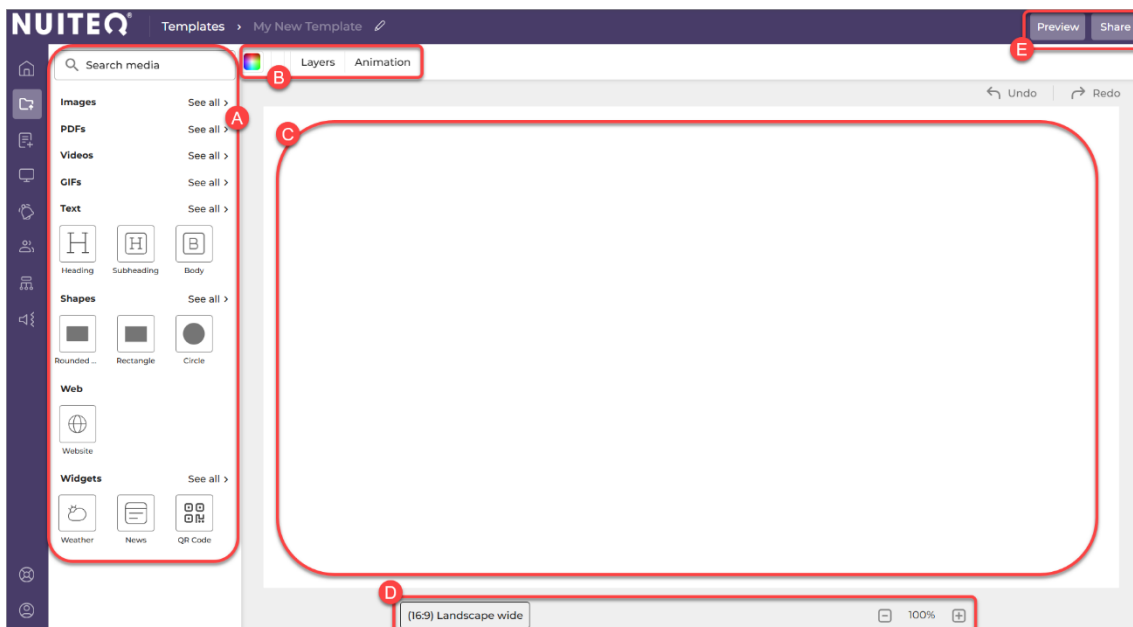 NUITEQ®
Templates › My New Template
Preview Share
E
Search media
Layers Animation
B
Undo Redo
Images See all ›
A
PDFs See all ›
C
Videos See all ›
GIFs See all ›
Text See all ›
H H B
Heading Subheading Body
Shapes See all ›
Rounded ... Rectangle Circle
Web
Website
Widgets See all ›
Weather News QR Code
D
(16:9) Landscape wide 100%